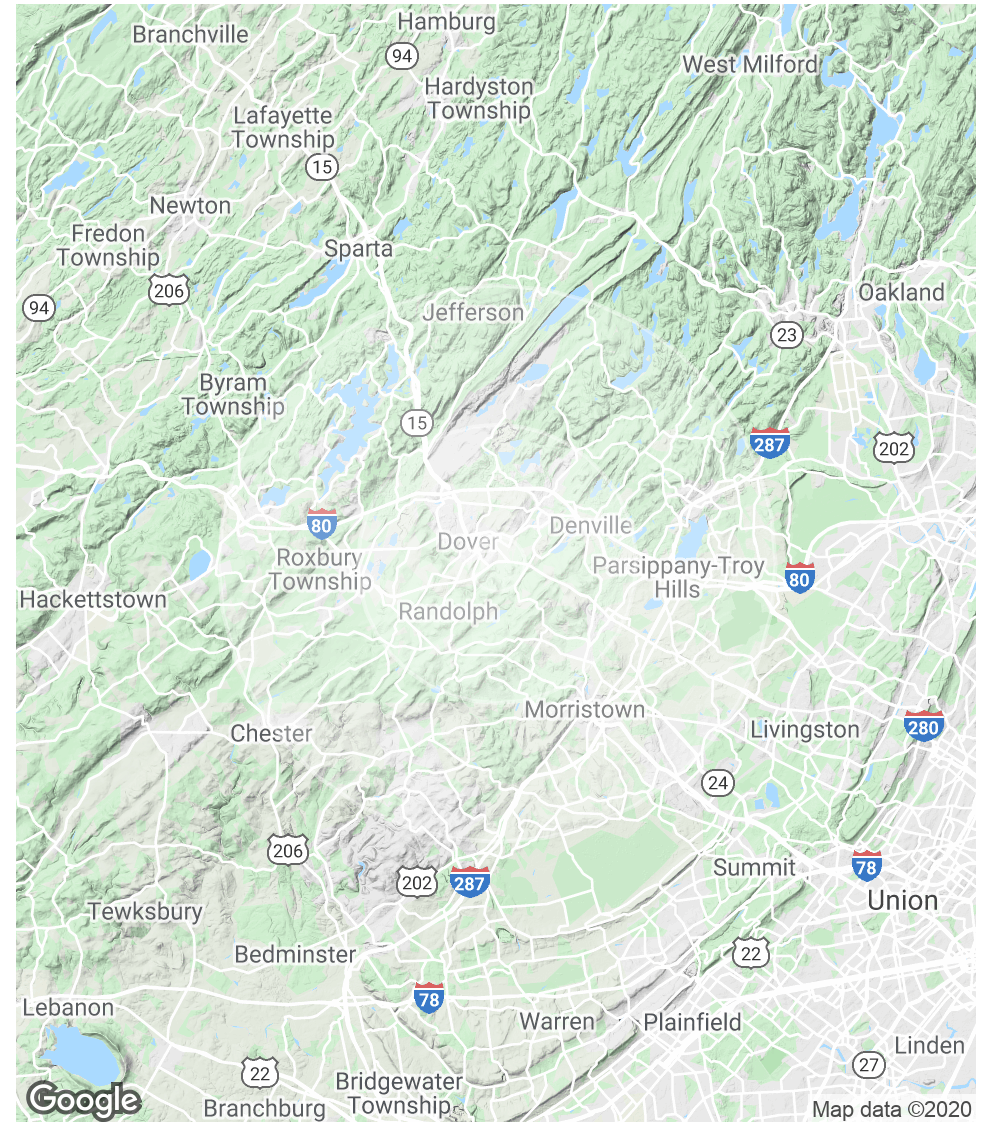 Hamburg
Branchville
94
West Milford
Hardyston
Township
Lafayette
Township
15
Newton
Fredon
Township
Sparta
206
94
Oakland
Jefferson
23
Byram
Township
15
287
202
80
Denville
Dover
Roxbury
Township
Parsippany-Troy
Hills
80
Hackettstown
Randolph
Morristown
Chester
Livingston
280
24
206
Summit
78
202
287
Union
Tewksbury
Bedminster
22
78
Lebanon
Warren
Plainfield
Linden
22
27
Bridgewater
Township
Google
Branchburg
Map data ©2020